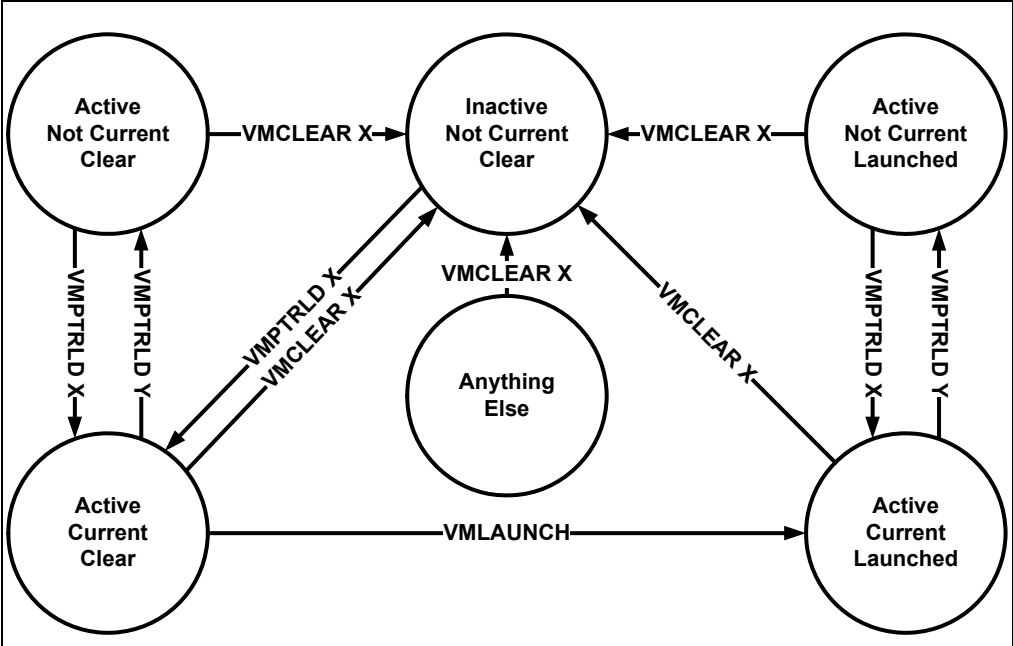 Active
Not Current
Clear
VMCLEAR X
Inactive
Not Current
Clear
VMCLEAR X
Active
Not Current
Launched
VMPTRLD X
VMPTRLD Y
VMPTRLD X
VMCLEAR X
VMCLEAR X
Anything
Else
VMCLEAR X
VMPTRLD X
VMPTRLD Y
Active
Current
Clear
VMLAUNCH
Active
Current
Launched